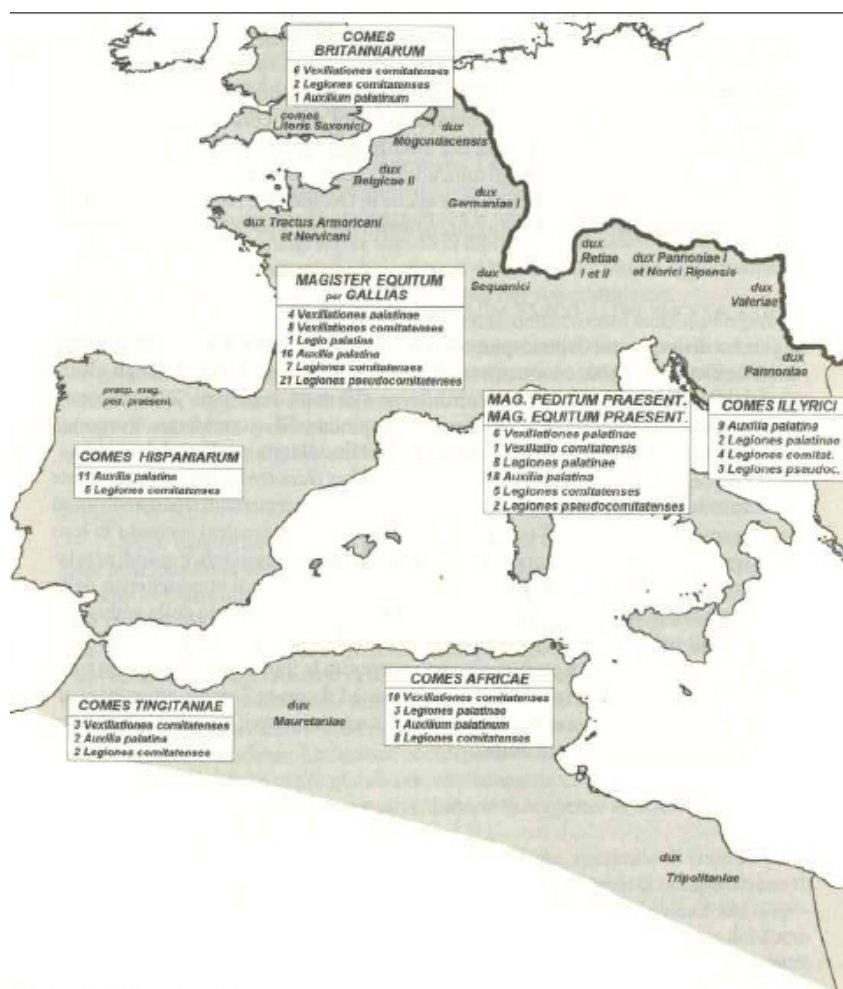 COMES
BRITANNIARUM
6 Vexillationes comitatenses
2 Legiones comitatenses
1 Auxilium palatinum
comes
Litoris Saxonici
dux
Mogontiacensis
dux
Belgicae II
dux
Germaniae I
dux Tractus Armoricani
et Nervicani
dux
Sequanici
dux
Retiae
I et II
dux Pannoniae I
et Norici Ripensis
dux
Valeriae
dux
Pannoniae
MAGISTER EQUITUM
per GALLIAS
4 Vexillationes palatinae
8 Vexillationes comitatenses
1 Legio palatina
16 Auxilia palatina
7 Legiones comitatenses
21 Legiones pseudocomitatenses
praep. mag.
ped. praesent.
MAG. PEDITUM PRAESENT.
MAG. EQUITUM PRAESENT.
6 Vexillationes palatinae
1 Vexillatio comitatensis
8 Legiones palatinae
18 Auxilia palatina
5 Legiones comitatenses
2 Legiones pseudocomitatenses
COMES ILLYRICI
9 Auxilia palatina
2 Legiones palatinae
4 Legiones comitat.
3 Legiones pseudoc.
COMES HISPANIARUM
11 Auxilia palatina
5 Legiones comitatenses
COMES TINGITANIAE
3 Vexillationes comitatenses
2 Auxilia palatina
2 Legiones comitatenses
dux
Mauretaniae
COMES AFRICAE
19 Vexillationes comitatenses
3 Legiones palatinae
1 Auxilium palatinum
8 Legiones comitatenses
dux
Tripolitaniae